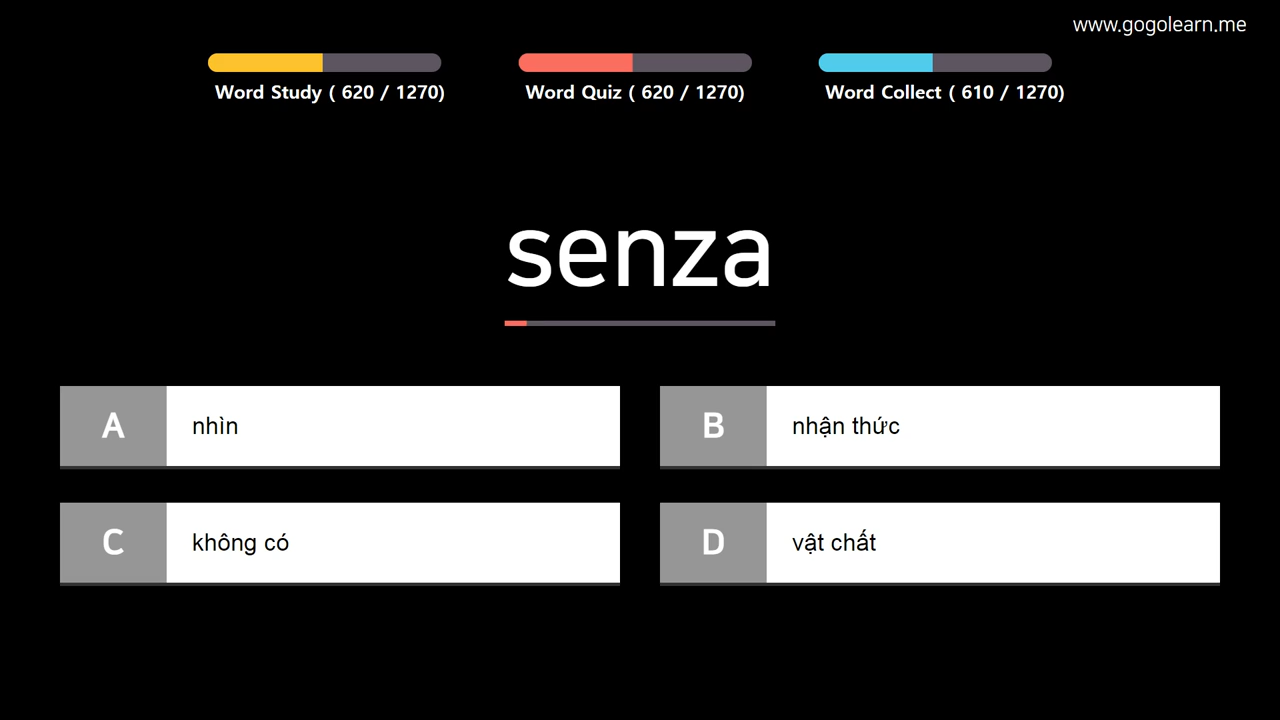 www.gogolearn.me
Word Study ( 620 / 1270)
Word Quiz ( 620 / 1270)
Word Collect ( 610 / 1270)
senza
A nhìn
B nhận thức
C không có
D vật chất